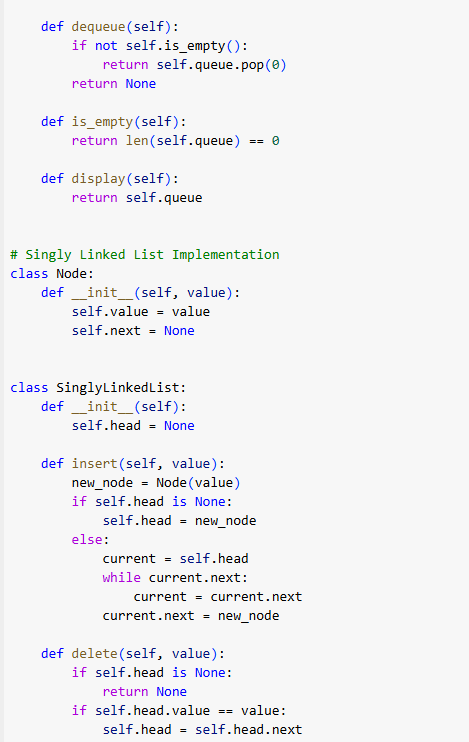 def dequeue(self):
        if not self.is_empty():
            return self.queue.pop(0)
        return None

    def is_empty(self):
        return len(self.queue) == 0

    def display(self):
        return self.queue


# Singly Linked List Implementation
class Node:
    def __init__(self, value):
        self.value = value
        self.next = None


class SinglyLinkedList:
    def __init__(self):
        self.head = None

    def insert(self, value):
        new_node = Node(value)
        if self.head is None:
            self.head = new_node
        else:
            current = self.head
            while current.next:
                current = current.next
            current.next = new_node

    def delete(self, value):
        if self.head is None:
            return None
        if self.head.value == value:
            self.head = self.head.next